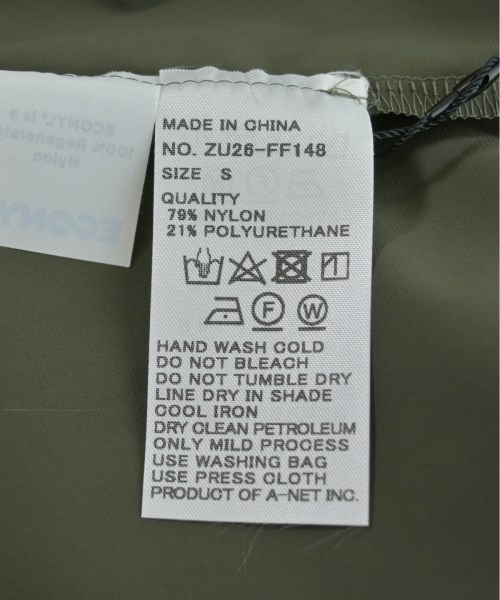 MADE IN CHINA
NO. ZU26-FF148
SIZE S
QUALITY
79% NYLON
21% POLYURETHANE
F W
HAND WASH COLD
DO NOT BLEACH
DO NOT TUMBLE DRY
LINE DRY IN SHADE
COOL IRON
DRY CLEAN PETROLEUM
ONLY MILD PROCESS
USE WASHING BAG
USE PRESS CLOTH
PRODUCT OF A-NET INC.